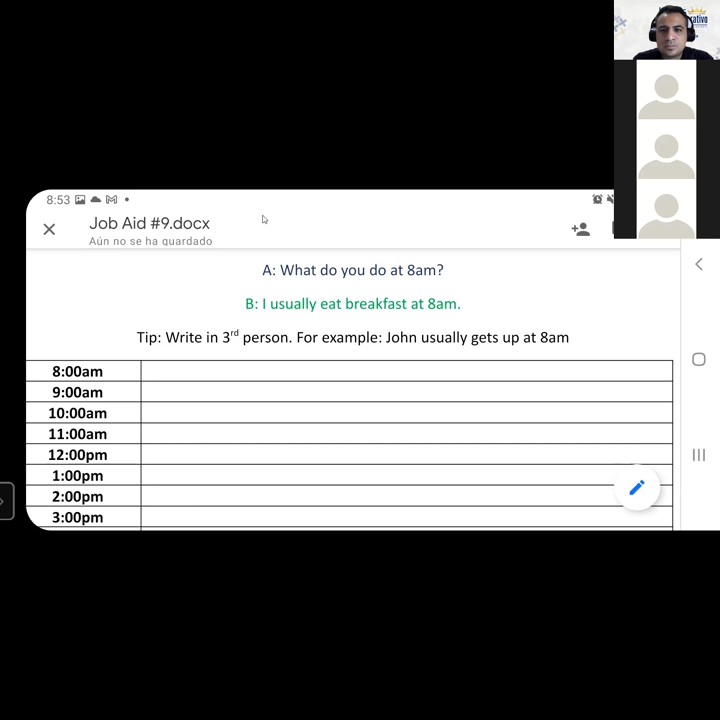 rativo
8:53
Job Aid #9.docx
Aún no se ha guardado
A: What do you do at 8am?
B: I usually eat breakfast at 8am.
Tip: Write in 3rd person. For example: John usually gets up at 8am
8:00am
9:00am
10:00am
11:00am
12:00pm
1:00pm
2:00pm
3:00pm